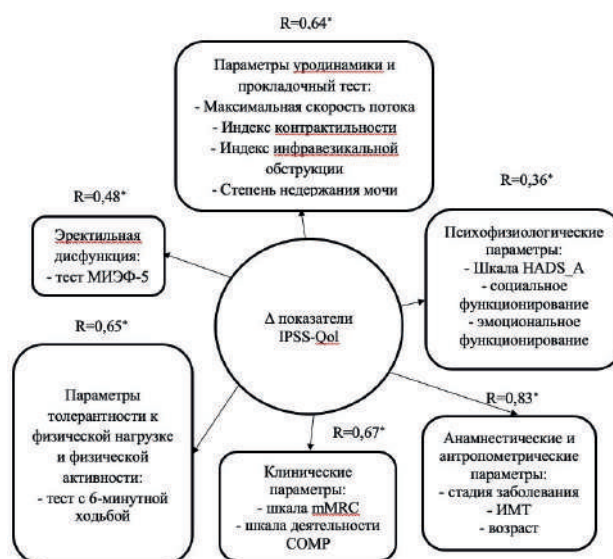 R=0,64*
Параметры уродинамики и
прокладочный тест:
- Максимальная скорость потока
- Индекс контрактильности
- Индекс инфравезикальной
обструкции
- Степень недержания мочи
R=0,48*
Эректильная
дисфункция:
- тест МИЭФ-5
R=0,36*
Психофизиологические
параметры:
- Шкала HADS_A
- социальное
функционирование
- эмоциональное
функционирование
Δ показатели
IPSS-Qol
R=0,65*
Параметры
толерантности к
физической нагрузке
и физической
активности:
- тест с 6-минутной
ходьбой
R=0,67*
Клинические
параметры:
- шкала mMRC
- шкала деятельности
COMP
R=0,83*
Анамнестические и
антропометрические
параметры:
- стадия заболевания
- ИМТ
- возраст